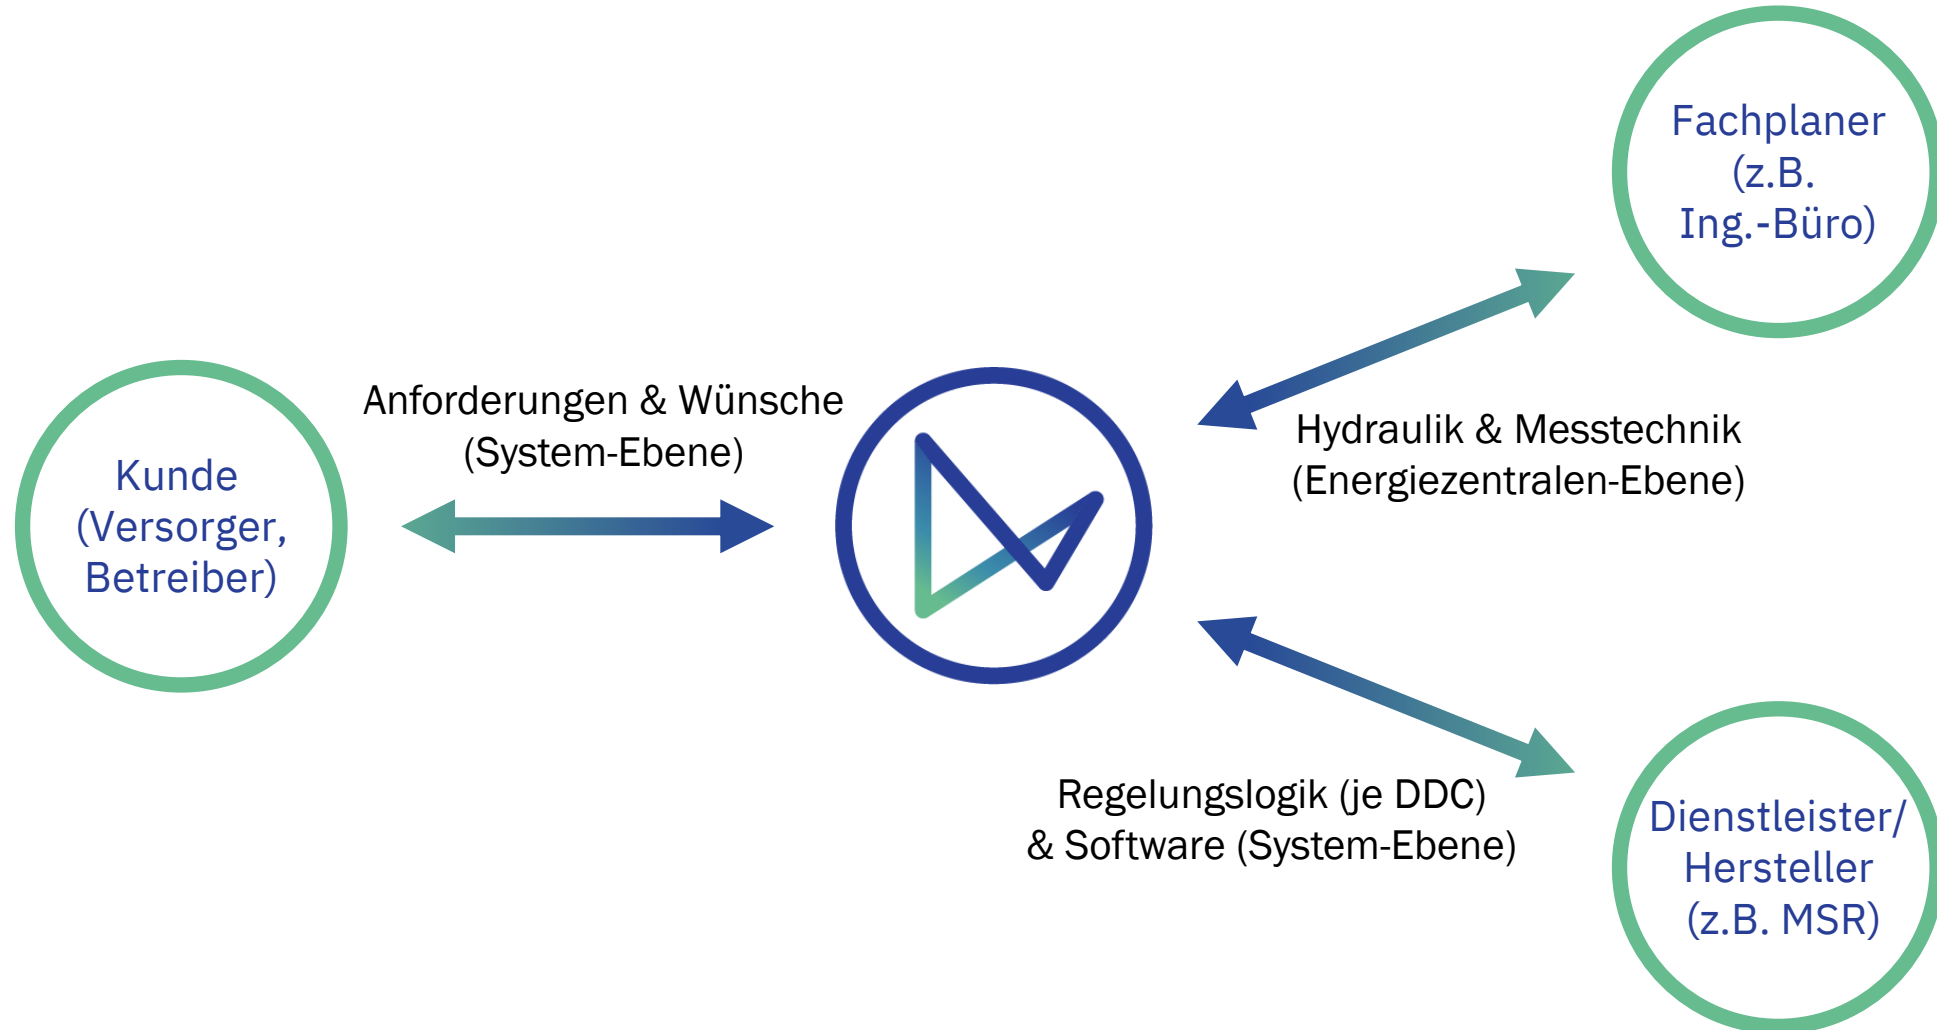 Fachplaner
(z.B.
Ing.-Büro)
Anforderungen & Wünsche
(System-Ebene)
Kunde
(Versorger,
Betreiber)
Hydraulik & Messtechnik
(Energiezentralen-Ebene)
Regelungslogik (je DDC)
& Software (System-Ebene)
Dienstleister/
Hersteller
(z.B. MSR)